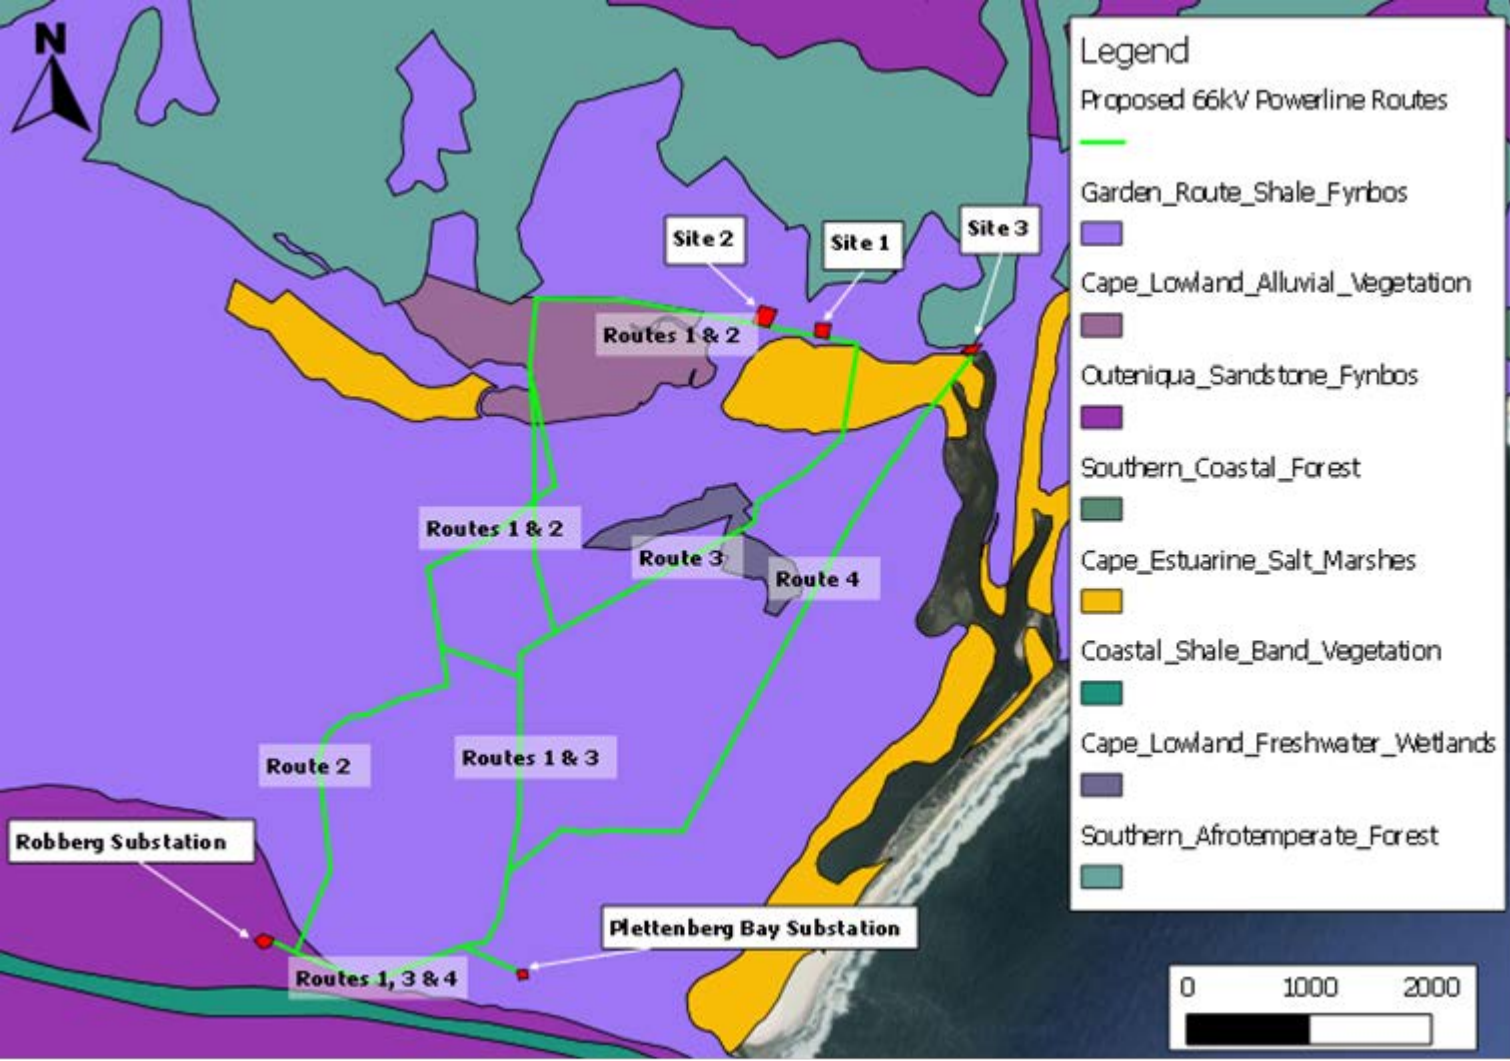 N
Legend
Proposed 66kV Powerline Routes
Garden_Route_Shale_Fynbos
Cape_Lowland_Alluvial_Vegetation
Outeniqua_Sandstone_Fynbos
Southern_Coastal_Forest
Cape_Estuarine_Salt_Marshes
Coastal_Shale_Band_Vegetation
Cape_Lowland_Freshwater_Wetlands
Southern_Afrotemperate_Forest
Site 2
Site 1
Site 3
Routes 1 & 2
Routes 1 & 2
Route 3
Route 4
Route 2
Routes 1 & 3
Robberg Substation
Plettenberg Bay Substation
Routes 1, 3 & 4
0 1000 2000